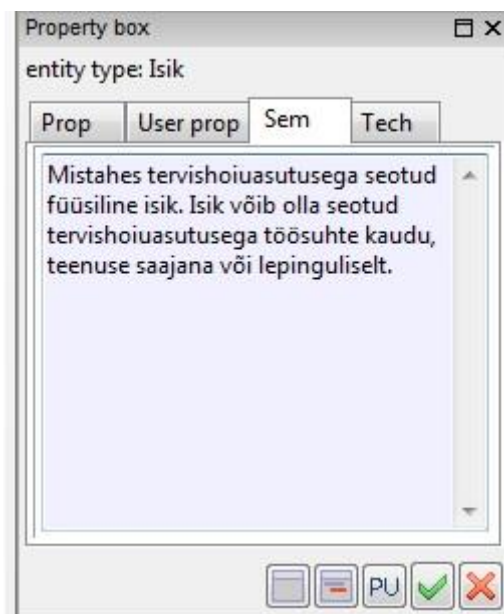 Property box
entity type: Isik
Prop User prop Sem Tech
Mistahes tervishoiuasutusega seotud
füüsiline isik. Isik võib olla seotud
tervishoiuasutusega töösuhte kaudu,
teenuse saajana või lepinguliselt.
PU